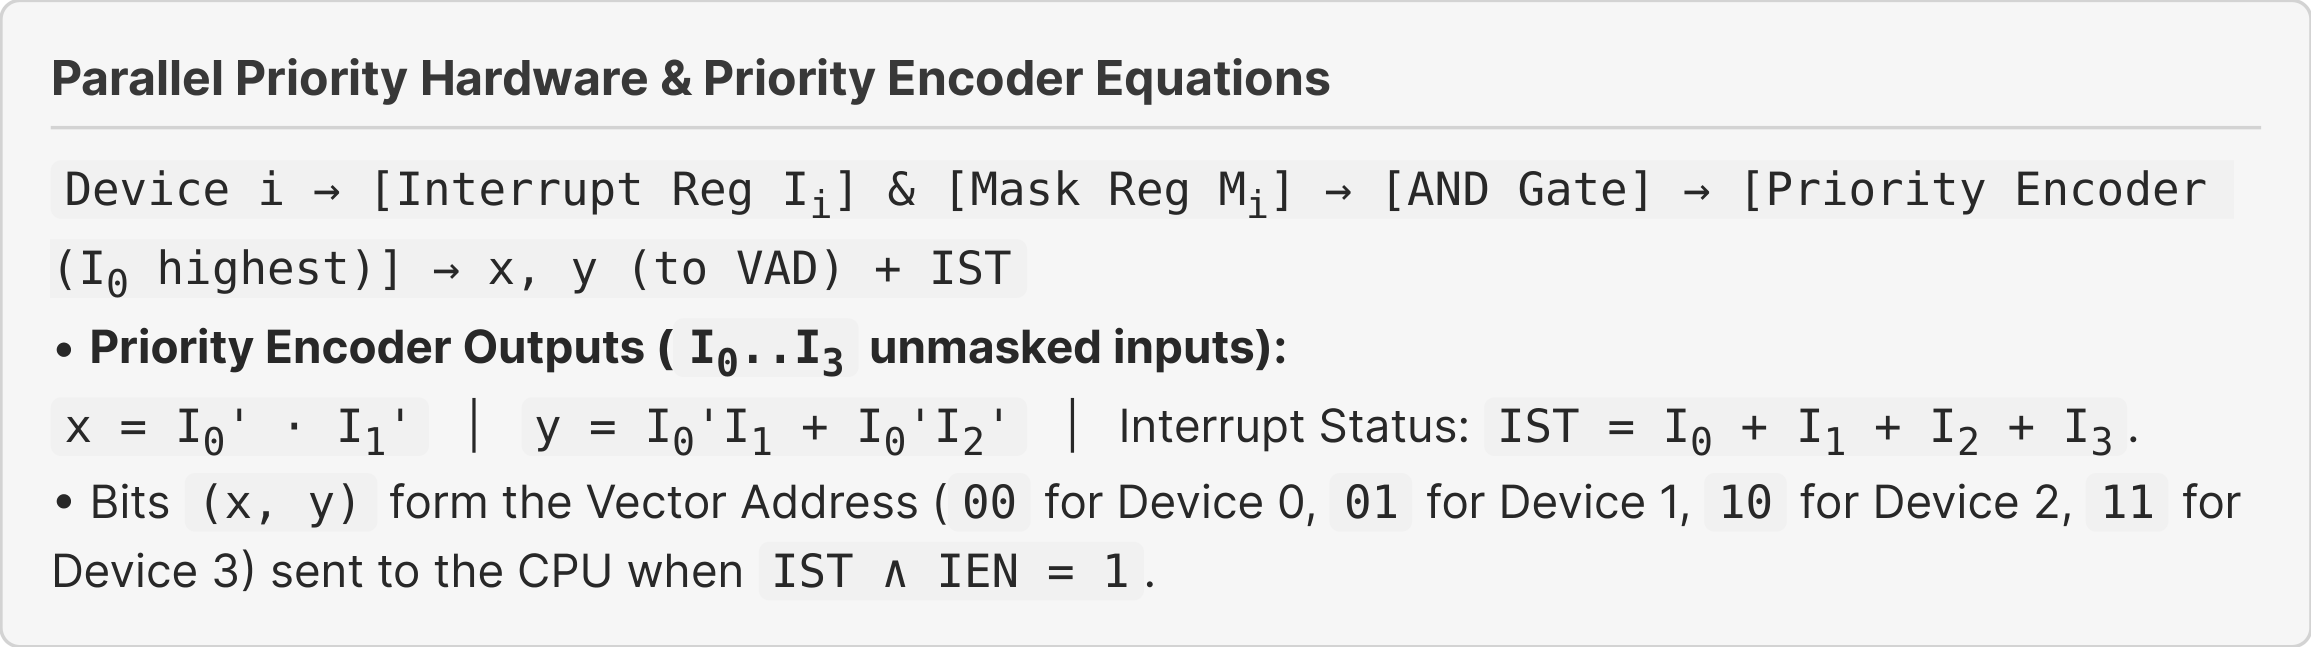 Parallel Priority Hardware & Priority Encoder Equations
Device i → [Interrupt Reg Iᵢ] & [Mask Reg Mᵢ] → [AND Gate] → [Priority Encoder
(I₀ highest)] → x, y (to VAD) + IST
• Priority Encoder Outputs (I₀..I₃ unmasked inputs):
x = I₀' · I₁' | y = I₀'I₁ + I₀'I₂' | Interrupt Status: IST = I₀ + I₁ + I₂ + I₃.
• Bits (x, y) form the Vector Address (00 for Device 0, 01 for Device 1, 10 for Device 2, 11 for
Device 3) sent to the CPU when IST ∧ IEN = 1.